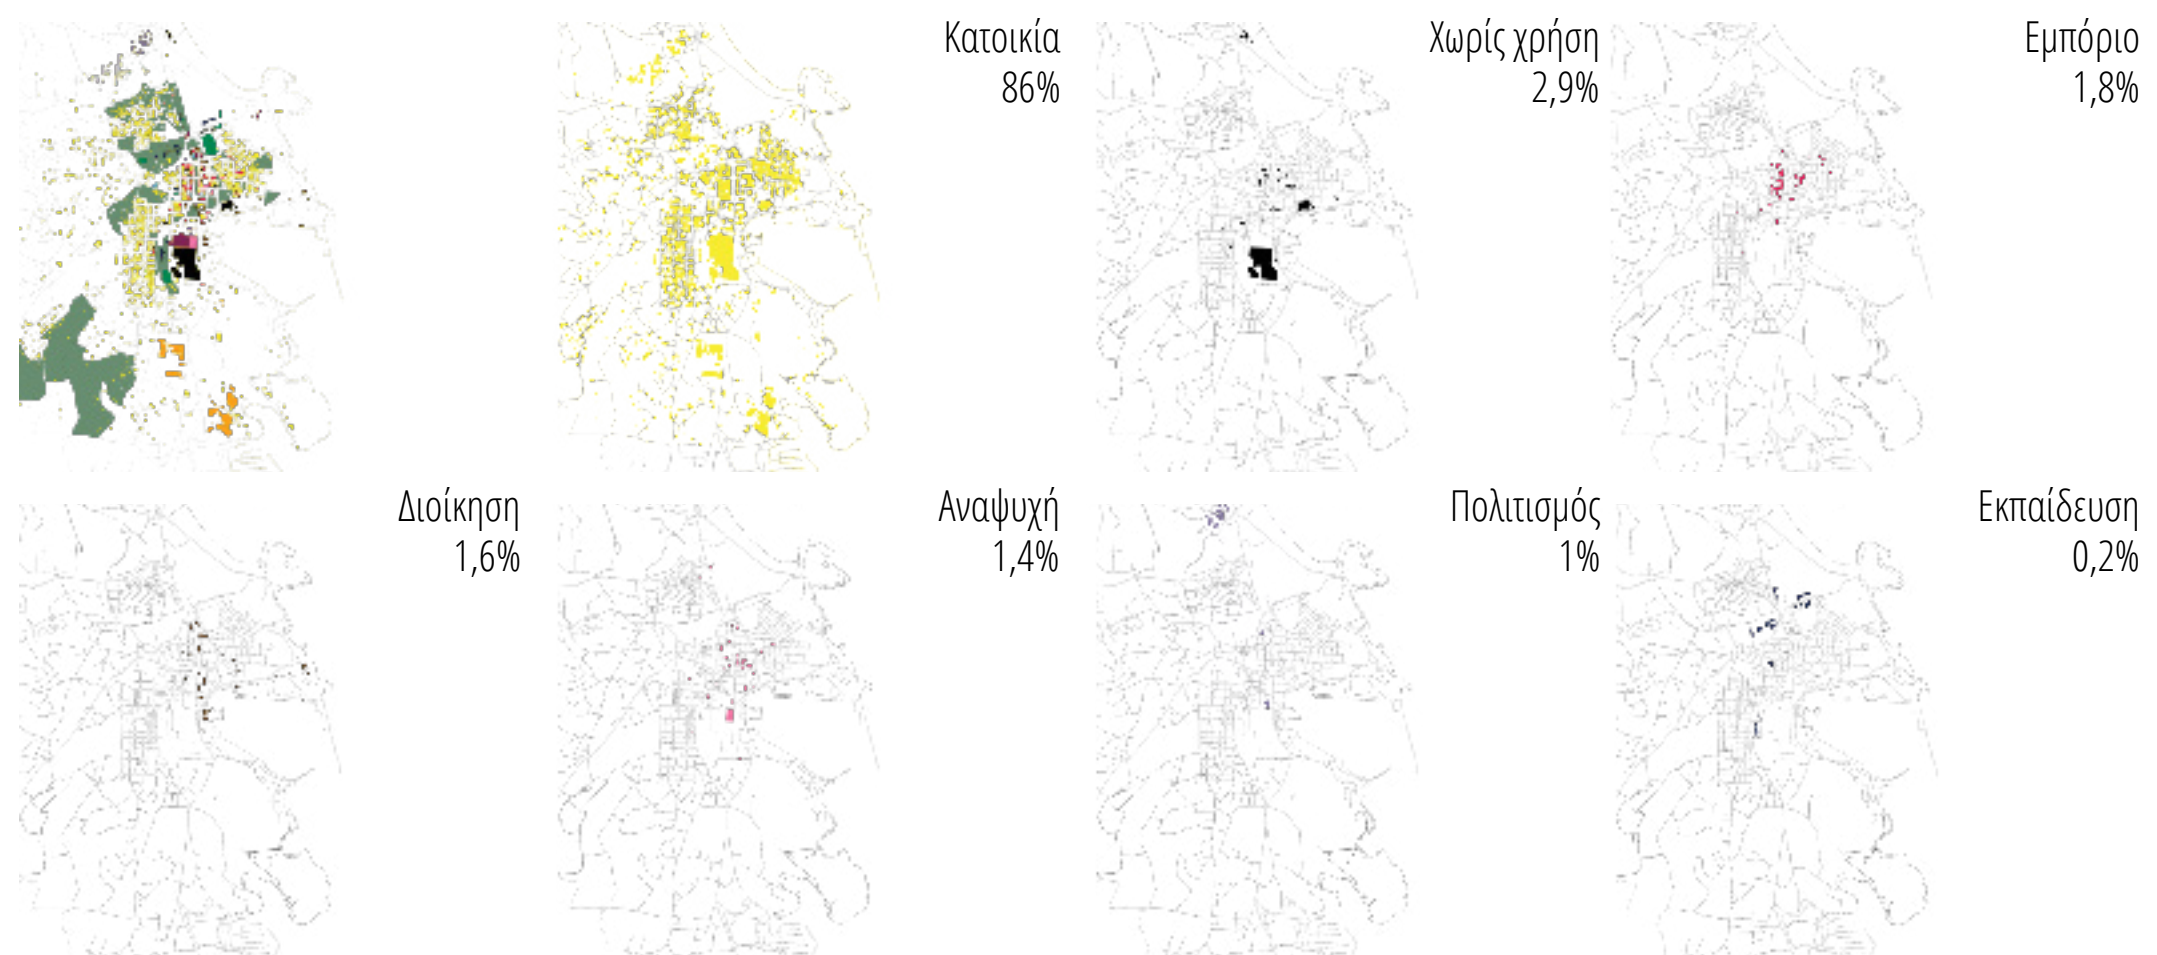 Κατοικία
86%
Χωρίς χρήση
2,9%
Εμπόριο
1,8%
Διοίκηση
1,6%
Αναψυχή
1,4%
Πολιτισμός
1%
Εκπαίδευση
0,2%